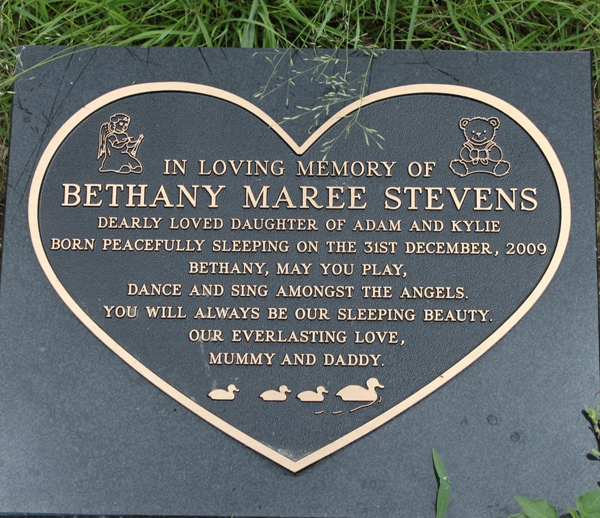 IN LOVING MEMORY OF
BETHANY MAREE STEVENS
DEARLY LOVED DAUGHTER OF ADAM AND KYLIE
BORN PEACEFULLY SLEEPING ON THE 31ST DECEMBER, 2009
BETHANY, MAY YOU PLAY,
DANCE AND SING AMONGST THE ANGELS.
YOU WILL ALWAYS BE OUR SLEEPING BEAUTY.
OUR EVERLASTING LOVE,
MUMMY AND DADDY.